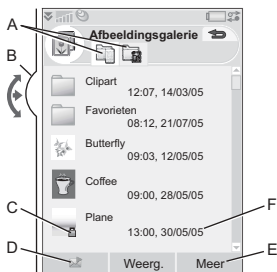 A
B
Afbeeldingsgalerie
Clipart
12:07, 14/03/05
Favorieten
08:12, 21/07/05
Butterfly
09:03, 12/05/05
Coffee
09:00, 28/05/05
C
Plane
13:00, 30/05/05
F
D
Weerg.
Meer
E